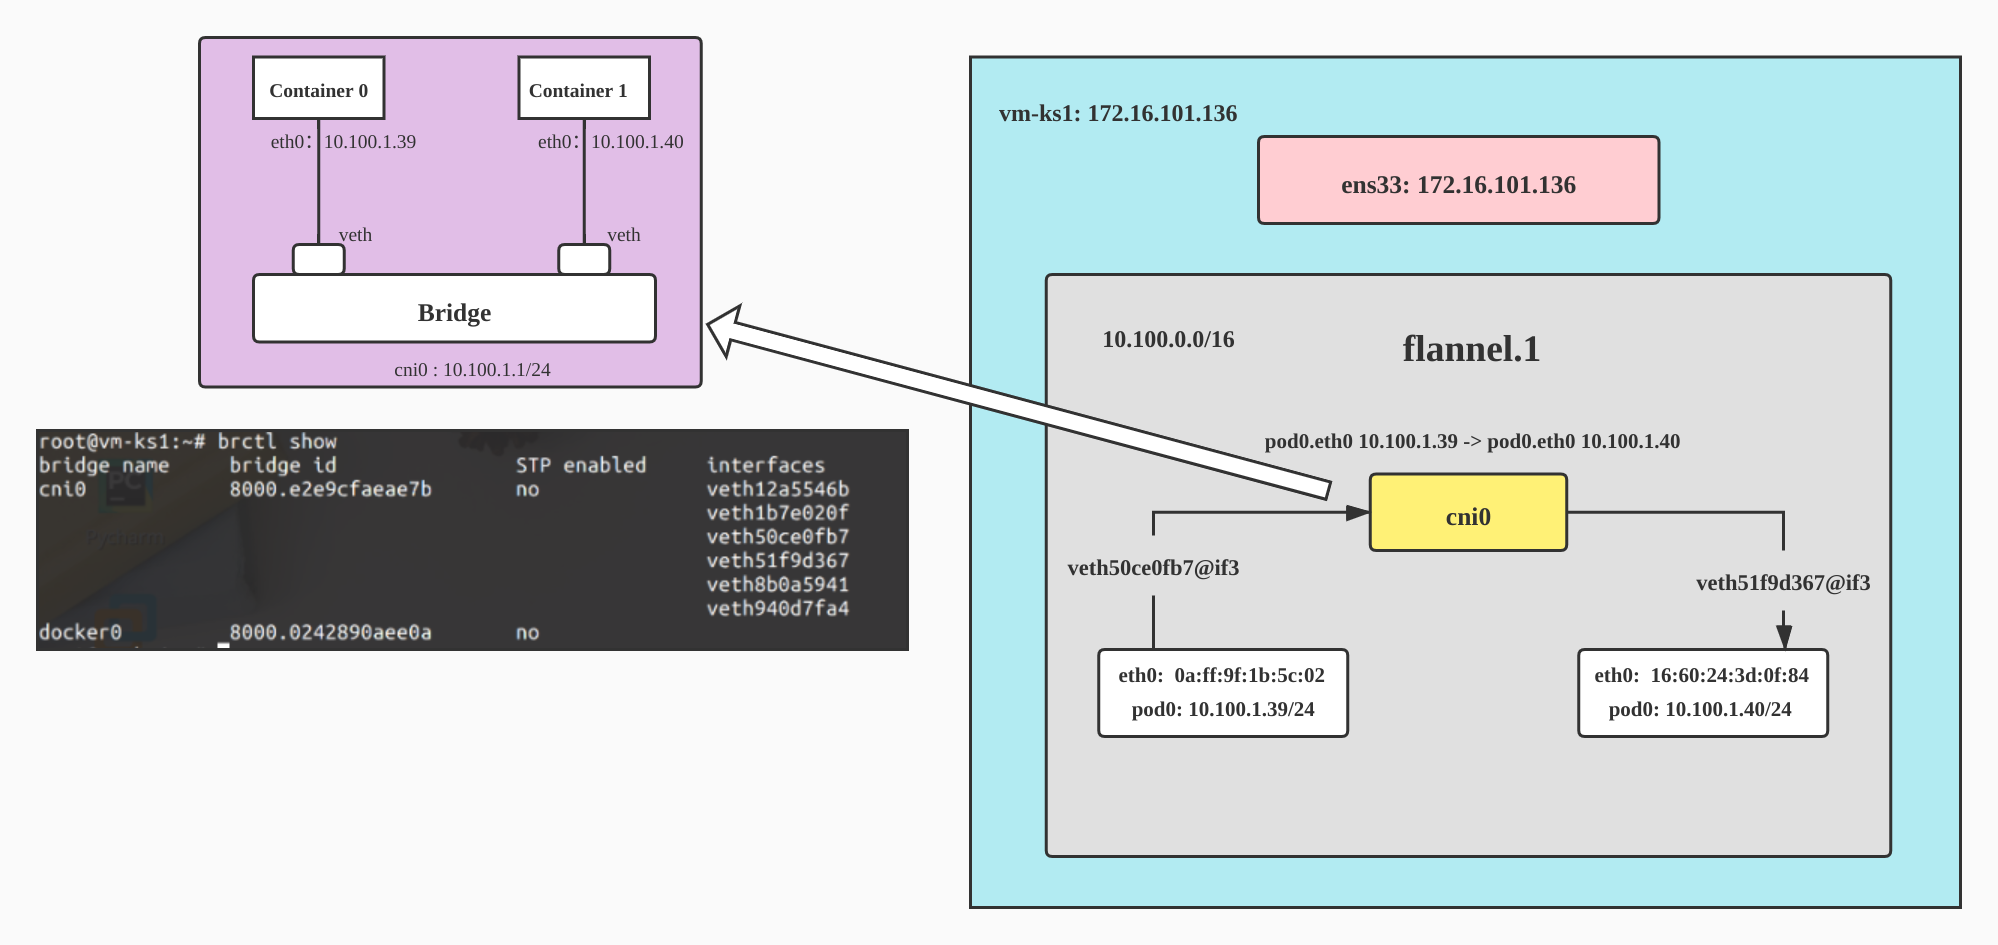 Container 0
Container 1
eth0: 10.100.1.39
eth0: 10.100.1.40
veth
veth
Bridge
cni0 : 10.100.1.1/24
root@vm-ks1:~# brctl show
bridge name bridge id STP enabled interfaces
cni0 8000.e2e9cfaeae7b no veth12a5546b
veth1b7e020f
veth50ce0fb7
veth51f9d367
veth8b0a5941
veth940d7fa4
docker0 8000.0242890aee0a no
PC
Pycharm
vm-ks1: 172.16.101.136
ens33: 172.16.101.136
10.100.0.0/16
flannel.1
pod0.eth0 10.100.1.39 -> pod0.eth0 10.100.1.40
cni0
veth50ce0fb7@if3
veth51f9d367@if3
eth0: 0a:ff:9f:1b:5c:02
pod0: 10.100.1.39/24
eth0: 16:60:24:3d:0f:84
pod0: 10.100.1.40/24